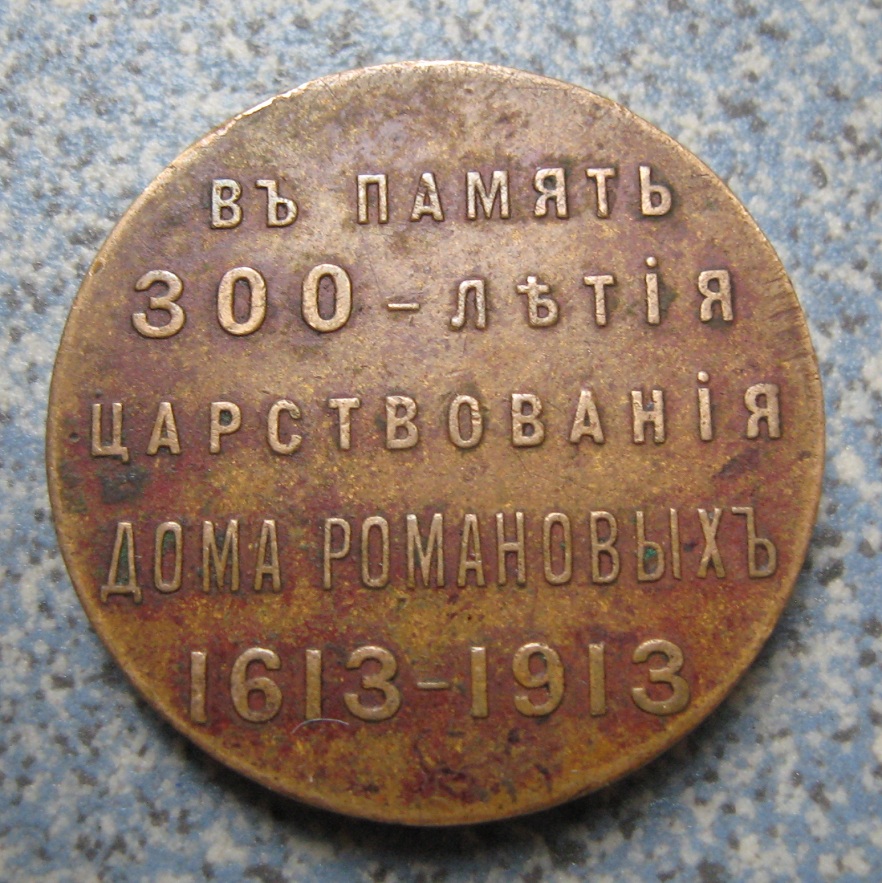 ВЪ ПАМЯТЬ
300-ЛѢТІЯ
ЦАРСТВОВАНІЯ
ДОМА РОМАНОВЫХЪ
1613-1913